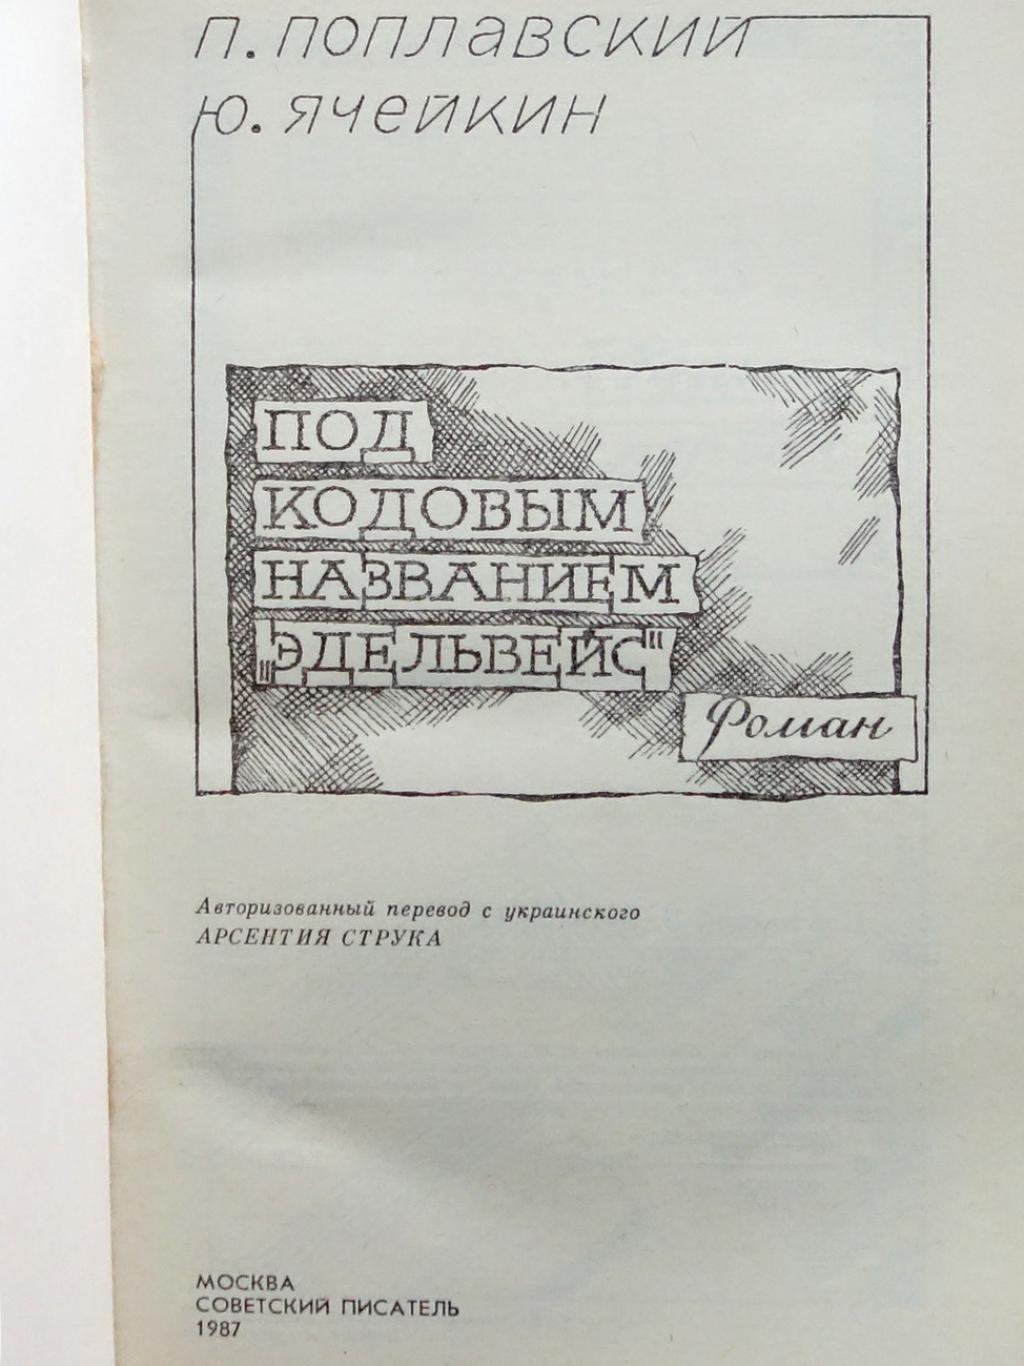 П. ПОПЛАВСКИЙ
Ю. ЯЧЕЙКИН
ПОД
КОДОВЫМ
НАЗВАНИЕМ
„ЭДЕЛЬВЕЙС“
Роман
Авторизованный перевод с украинского
АРСЕНТИЯ СТРУКА
МОСКВА
СОВЕТСКИЙ ПИСАТЕЛЬ
1987